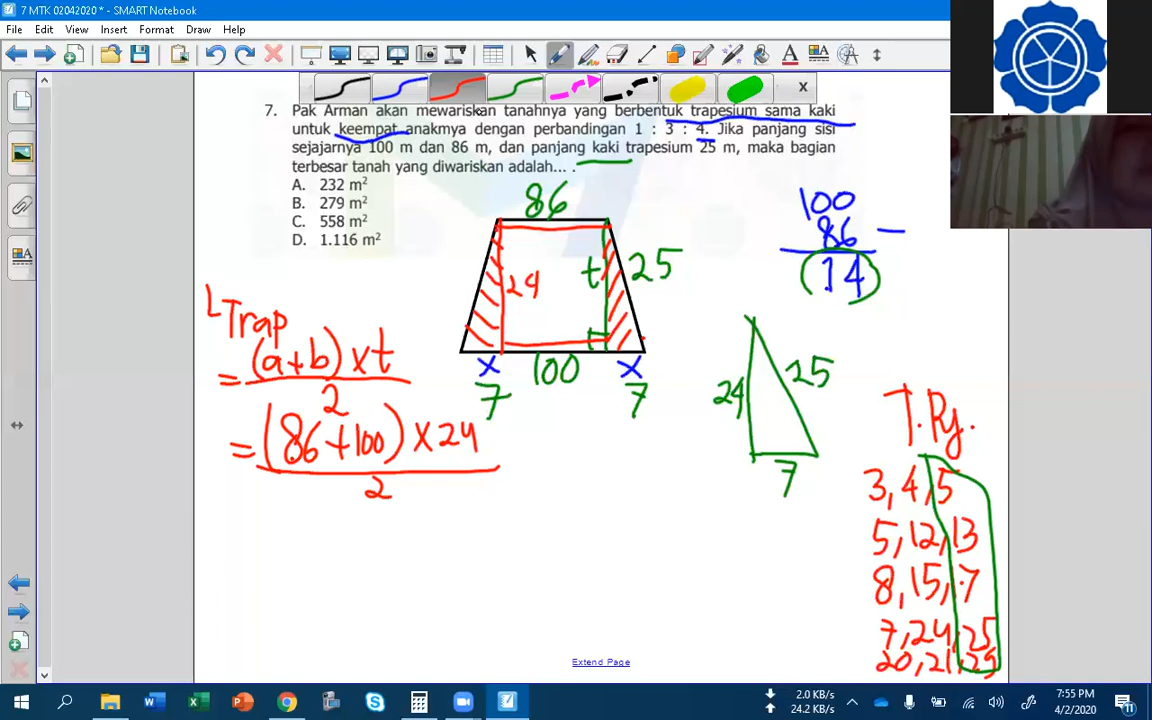 7 MTK 02042020 * - SMART Notebook
File Edit View Insert Format Draw Help
7. Pak Arman akan mewariskan tanahnya yang berbentuk trapesium sama kaki
untuk keempat anakmya dengan perbandingan 1 : 3 : 4. Jika panjang sisi
sejajarnya 100 m dan 86 m, dan panjang kaki trapesium 25 m, maka bagian
terbesar tanah yang diwariskan adalah... .
A. 232 m²
B. 279 m²
C. 558 m²
D. 1.116 m²
86
100
86 −
14
24
t
25
x
100
x
7
7
L Trap
= (a+b) x t
2
= (86+100) x 24
2
24
25
7
T. Py.
3, 4, 5
5, 12, 13
8, 15, 17
7, 24, 25
20, 21, 29
Extend Page
2.0 KB/s
24.2 KB/s
7:55 PM
4/2/2020
11